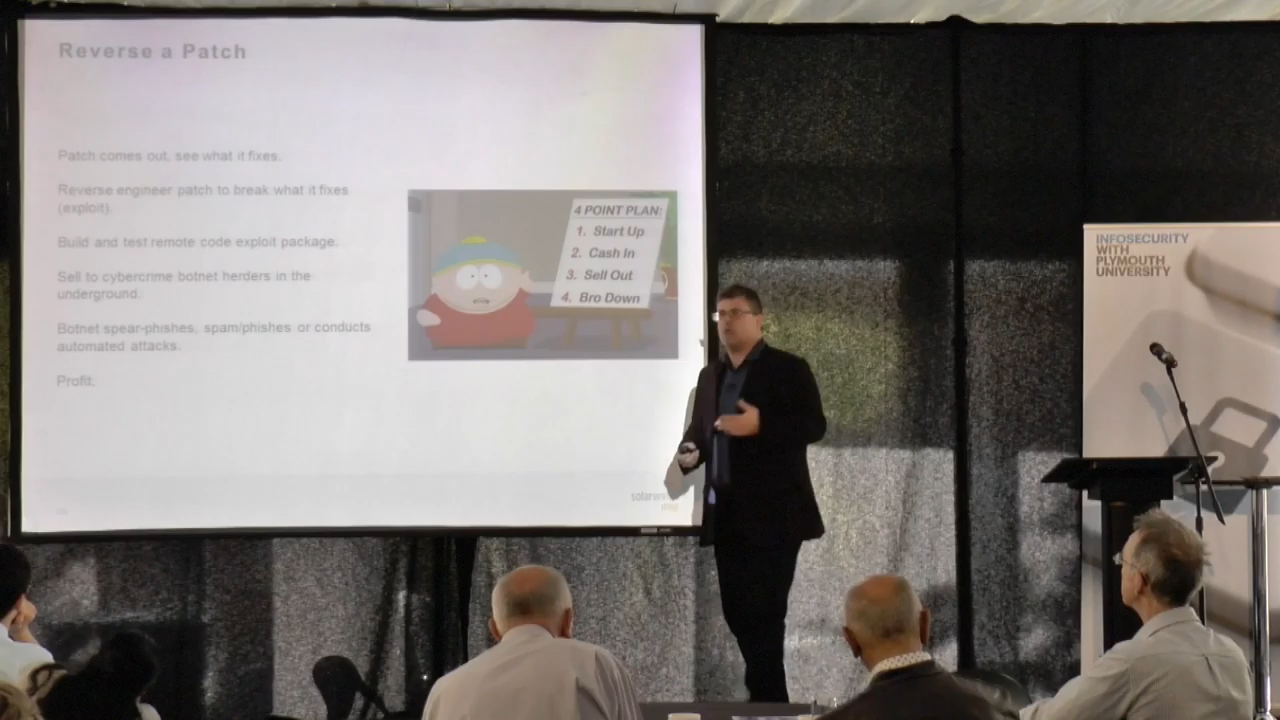 Reverse a Patch
Patch comes out, see what it fixes.
Reverse engineer patch to break what it fixes
(exploit).
Build and test remote code exploit package.
Sell to cybercrime botnet herders in the
underground.
Botnet spear-phishes, spam/phishes or conducts
automated attacks.
Profit.
4 POINT PLAN:
1. Start Up
2. Cash In
3. Sell Out
4. Bro Down
INFOSECURITY
WITH
PLYMOUTH
UNIVERSITY